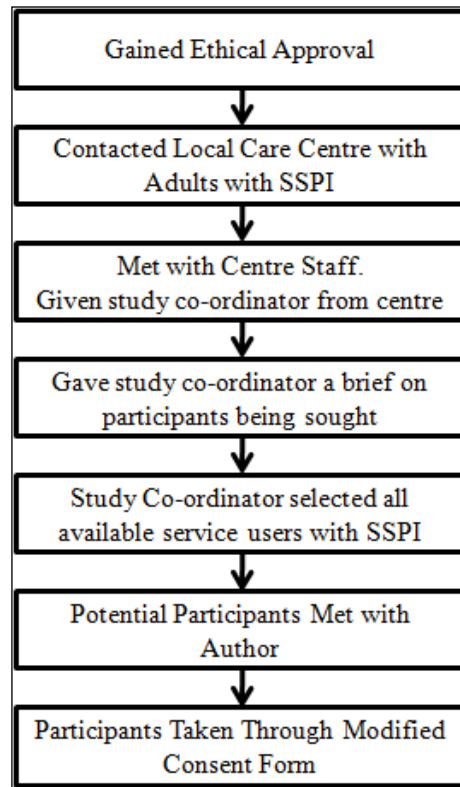 Gained Ethical Approval
Contacted Local Care Centre with
Adults with SSPI
Met with Centre Staff.
Given study co-ordinator from centre
Gave study co-ordinator a brief on
participants being sought
Study Co-ordinator selected all
available service users with SSPI
Potential Participants Met with
Author
Participants Taken Through Modified
Consent Form